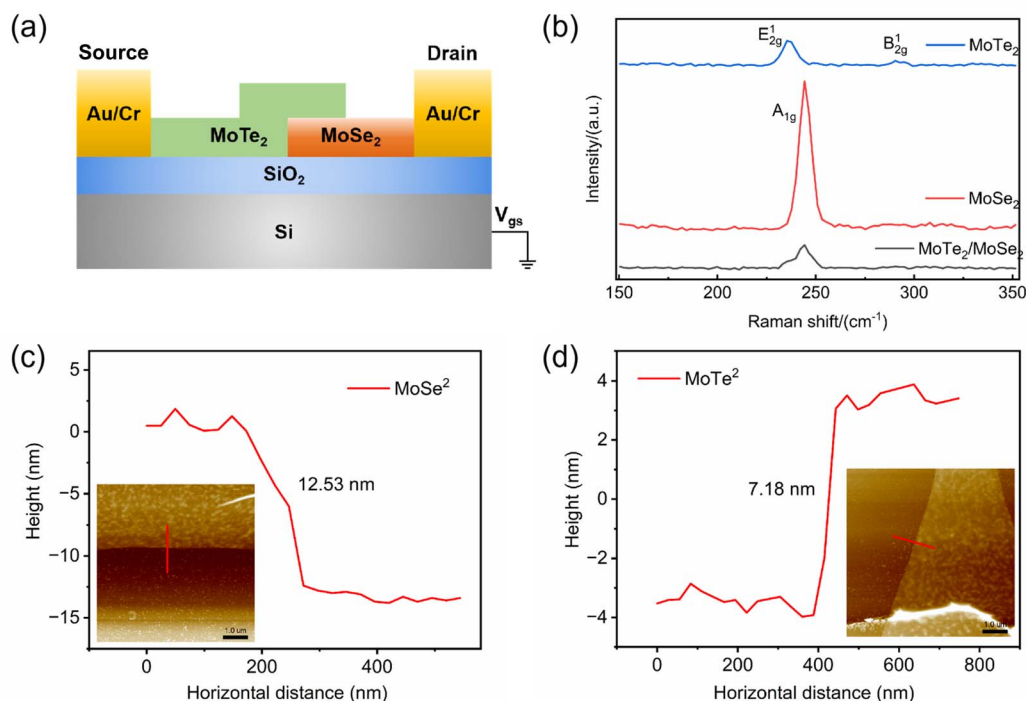 (a)
Source
Drain
Au/Cr
Au/Cr
MoTe₂
MoSe₂
SiO₂
Si
V_gs
(b)
E¹₂g
B¹₂g
A₁g
MoTe₂
MoSe₂
MoTe₂/MoSe₂
Intensity/(a.u.)
150
200
250
300
350
Raman shift/(cm⁻¹)
(c)
MoSe²
5
0
−5
−10
−15
12.53 nm
1.0 um
Height (nm)
0
200
400
Horizontal distance (nm)
(d)
MoTe²
4
2
0
−2
−4
7.18 nm
1.0 um
Height (nm)
0
200
400
600
800
Horizontal distance (nm)